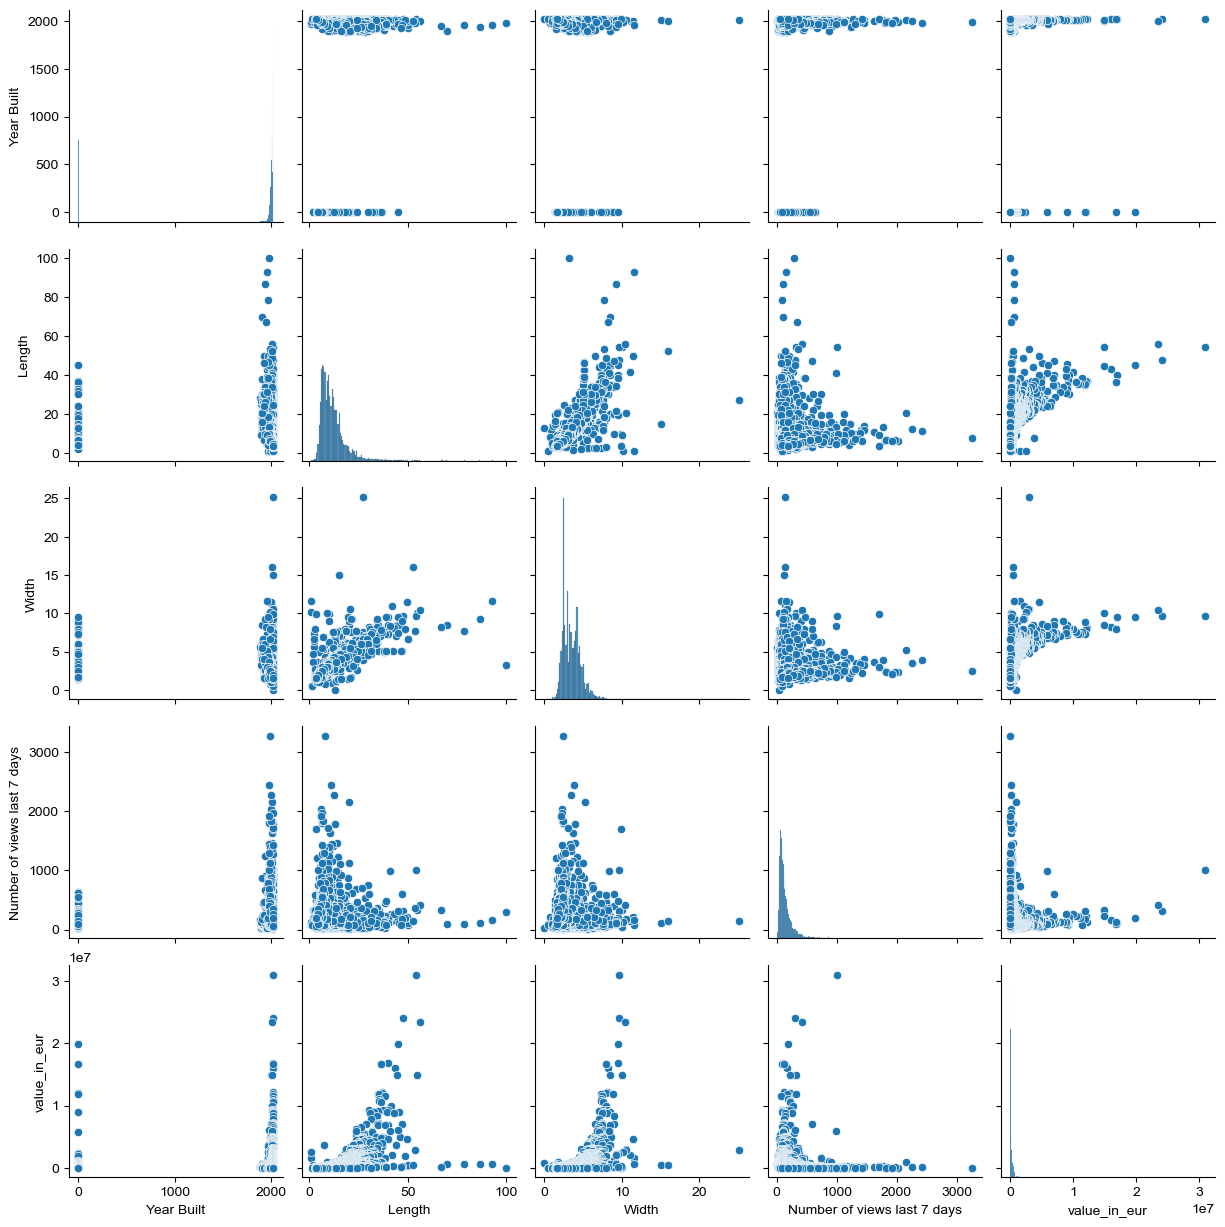 2000
1500
1000
500
0
Year Built
100
80
60
40
20
0
Length
25
20
15
10
5
0
Width
3000
2000
1000
0
Number of views last 7 days
1e7
3
2
1
0
value_in_eur
0 1000 2000
Year Built
0 50 100
Length
0 10 20
Width
0 1000 2000 3000
Number of views last 7 days
0 1 2 3
1e7
value_in_eur